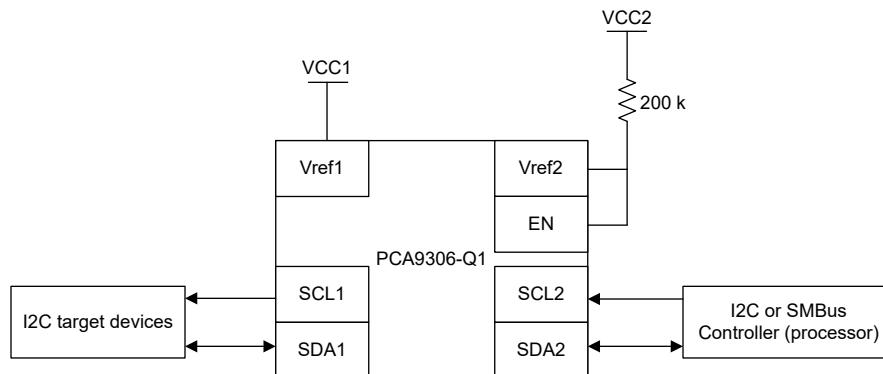 VCC2
VCC1
200 k
Vref1
Vref2
EN
PCA9306-Q1
SCL1
SCL2
I2C target devices
I2C or SMBus
Controller (processor)
SDA1
SDA2